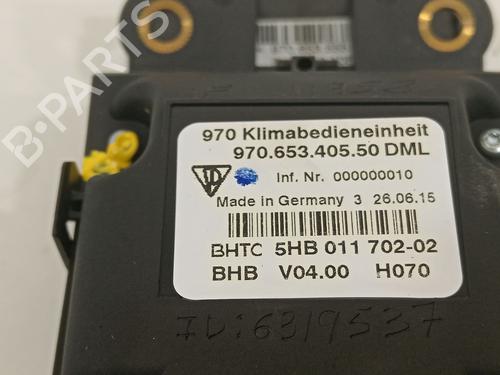 B-PARTS
970 Klimabedieneinheit
970.653.405.50 DML
Inf. Nr. 000000010
Made in Germany 3 26.06.15
BHTC 5HB 011 702-02
BHB V04.00 H070
ID:6319537